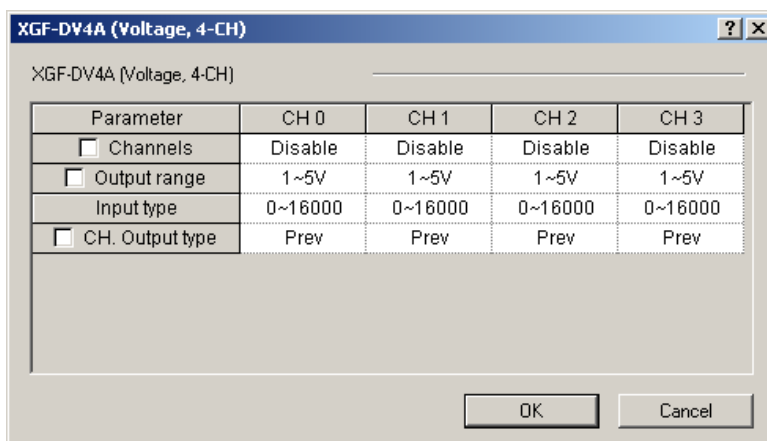 XGF-DV4A (Voltage, 4-CH)
XGF-DV4A (Voltage, 4-CH)
Parameter CH 0 CH 1 CH 2 CH 3
Channels Disable Disable Disable Disable
Output range 1~5V 1~5V 1~5V 1~5V
Input type 0~16000 0~16000 0~16000 0~16000
CH. Output type Prev Prev Prev Prev
OK Cancel